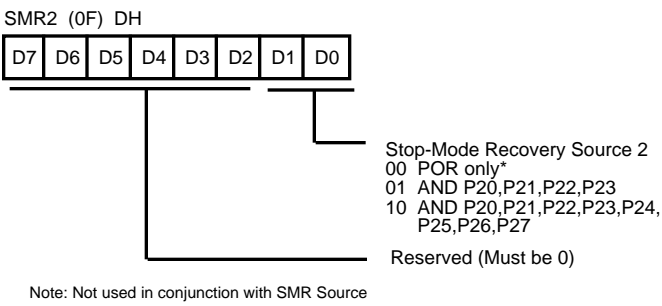 SMR2 (0F) DH
D7 D6 D5 D4 D3 D2 D1 D0
Stop-Mode Recovery Source 2
00 POR only*
01 AND P20,P21,P22,P23
10 AND P20,P21,P22,P23,P24,
P25,P26,P27
Reserved (Must be 0)
Note: Not used in conjunction with SMR Source